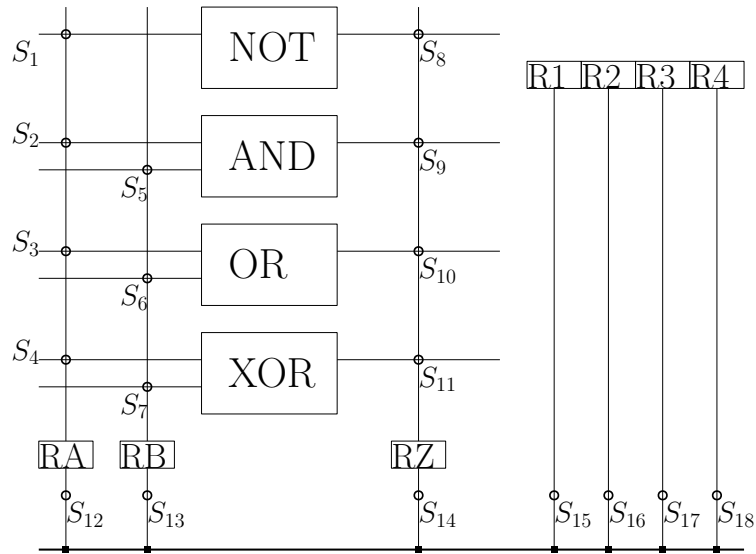 S₁ NOT S₈
R1 R2 R3 R4
S₂ AND S₉
S₅
S₃ OR S₁₀
S₆
S₄ XOR S₁₁
S₇
RA RB RZ
S₁₂ S₁₃ S₁₄ S₁₅ S₁₆ S₁₇ S₁₈